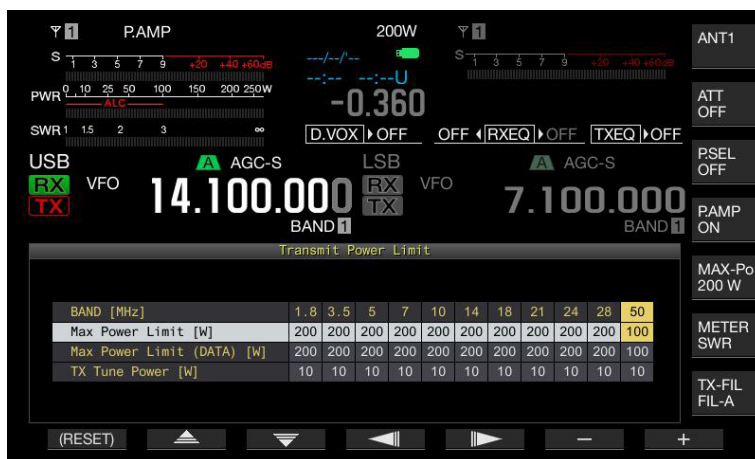 1 P.AMP 200W 1 ANT1
S 1 3 5 7 9 +20 +40 +60dB ---/--/'-- S 1 3 5 7 9 +20 +40 +60dB
--:-- --:--U
PWR 0 10 25 50 100 150 200 250W ATT
ALC -0.360 OFF
SWR 1 1.5 2 3 ∞ D.VOX OFF OFF RXEQ OFF TXEQ OFF
USB A AGC-S LSB A AGC-S P.SEL
OFF
RX VFO 14.100.000 RX VFO 7.100.000
TX TX P.AMP
BAND 1 BAND 1 ON
Transmit Power Limit
MAX-Po
200 W
BAND [MHz] 1.8 3.5 5 7 10 14 18 21 24 28 50
Max Power Limit [W] 200 200 200 200 200 200 200 200 200 200 100 METER
Max Power Limit (DATA) [W] 200 200 200 200 200 200 200 200 200 200 100 SWR
TX Tune Power [W] 10 10 10 10 10 10 10 10 10 10 10
TX-FIL
FIL-A
(RESET) − +